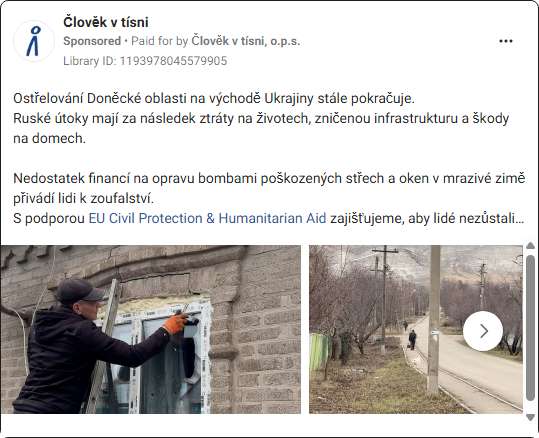 Člověk v tísni
Sponsored • Paid for by Člověk v tísni, o.p.s.
Library ID: 1193978045579905
Ostřelování Doněcké oblasti na východě Ukrajiny stále pokračuje.
Ruské útoky mají za následek ztráty na životech, zničenou infrastrukturu a škody
na domech.
Nedostatek financí na opravu bombami poškozených střech a oken v mrazivé zimě
přivádí lidi k zoufalství.
S podporou EU Civil Protection & Humanitarian Aid zajišťujeme, aby lidé nezůstali...